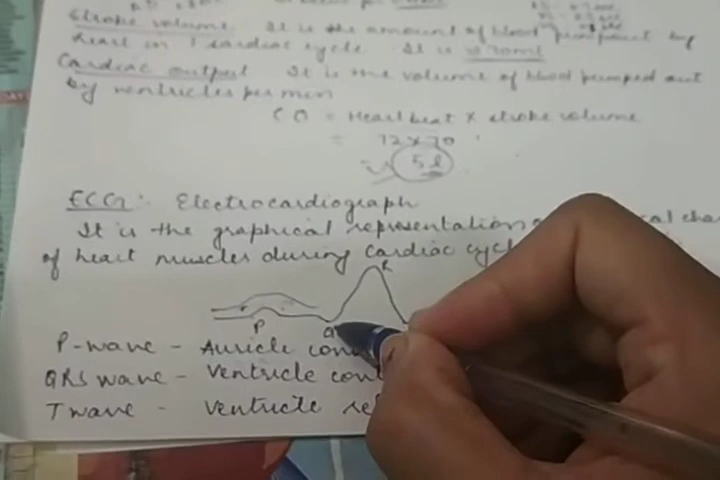 Stroke volume. It is the amount of blood pumped by
heart in 1 cardiac cycle. It is 70ml
Cardiac output It is the volume of blood pumped out
by ventricles per min
CO = Heart beat x stroke volume
= 72 x 70
5 l
ECG:- Electrocardiograph
It is the graphical representation
of heart muscles during cardiac
R
P Q
P-wave - Auricle
QRS wave - Ventricle
T wave - Ventricle